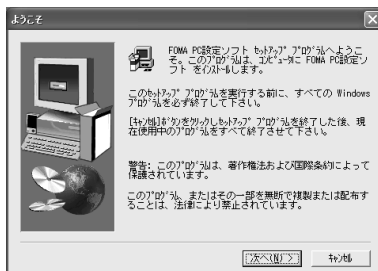 ようこそ
FOMA PC設定ソフト ｾｯﾄｱｯﾌﾟ ﾌﾟﾛｸﾞﾗﾑへようこ
そ。このﾌﾟﾛｸﾞﾗﾑは、ｺﾝﾋﾟｭｰﾀに FOMA PC設定ソ
フト をｲﾝｽﾄｰﾙします。
このｾｯﾄｱｯﾌﾟ ﾌﾟﾛｸﾞﾗﾑを実行する前に、すべての Windows
ﾌﾟﾛｸﾞﾗﾑを必ず終了して下さい。
[ｷｬﾝｾﾙ]ﾎﾞﾀﾝをｸﾘｯｸしｾｯﾄｱｯﾌﾟ ﾌﾟﾛｸﾞﾗﾑを終了した後、現
在使用中のﾌﾟﾛｸﾞﾗﾑをすべて終了させて下さい。
警告: このﾌﾟﾛｸﾞﾗﾑは、著作権法および国際条約によって
保護されています。
このﾌﾟﾛｸﾞﾗﾑ、またはその一部を無断で複製または配布す
ることは、法律により禁止されています。
次へ(N) > ｷｬﾝｾﾙ